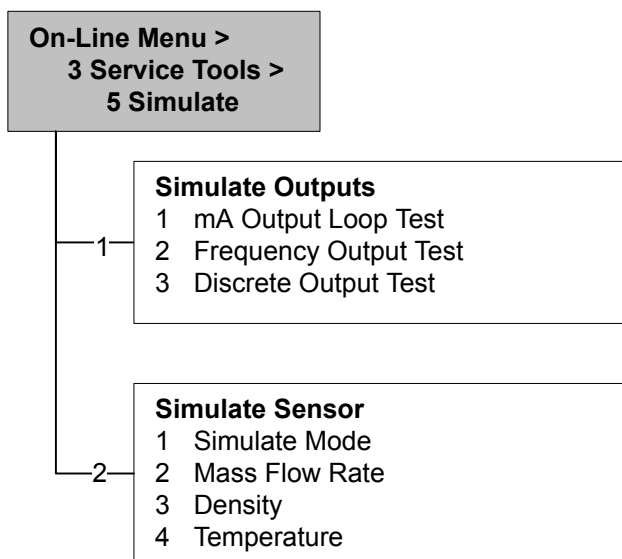 On-Line Menu >
3 Service Tools >
5 Simulate
1
Simulate Outputs
1 mA Output Loop Test
2 Frequency Output Test
3 Discrete Output Test
2
Simulate Sensor
1 Simulate Mode
2 Mass Flow Rate
3 Density
4 Temperature